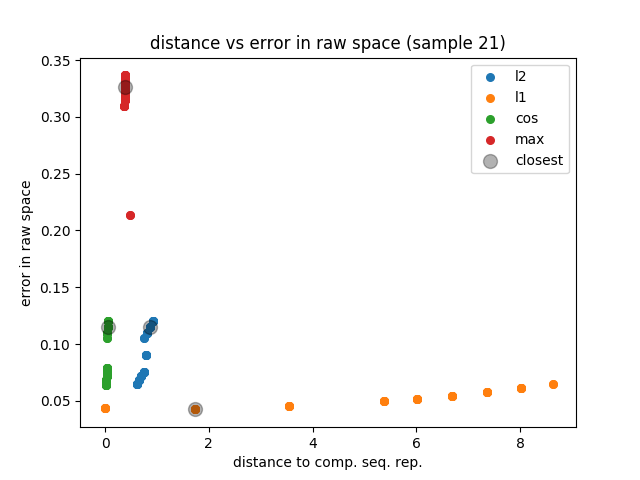 distance vs error in raw space (sample 21)
error in raw space
0.35
0.30
0.25
0.20
0.15
0.10
0.05
0 2 4 6 8
distance to comp. seq. rep.
l2
l1
cos
max
closest